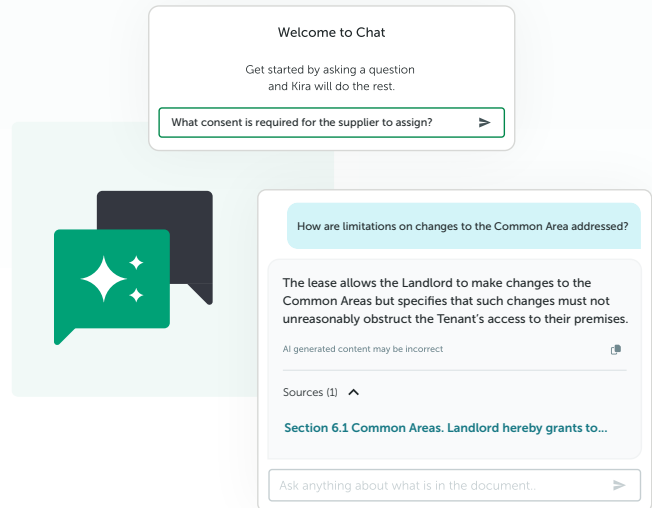 Welcome to Chat
Get started by asking a question
and Kira will do the rest.
What consent is required for the supplier to assign?
How are limitations on changes to the Common Area addressed?
The lease allows the Landlord to make changes to the
Common Areas but specifies that such changes must not
unreasonably obstruct the Tenant's access to their premises.
AI generated content may be incorrect
Sources (1)
Section 6.1 Common Areas. Landlord hereby grants to...
Ask anything about what is in the document..